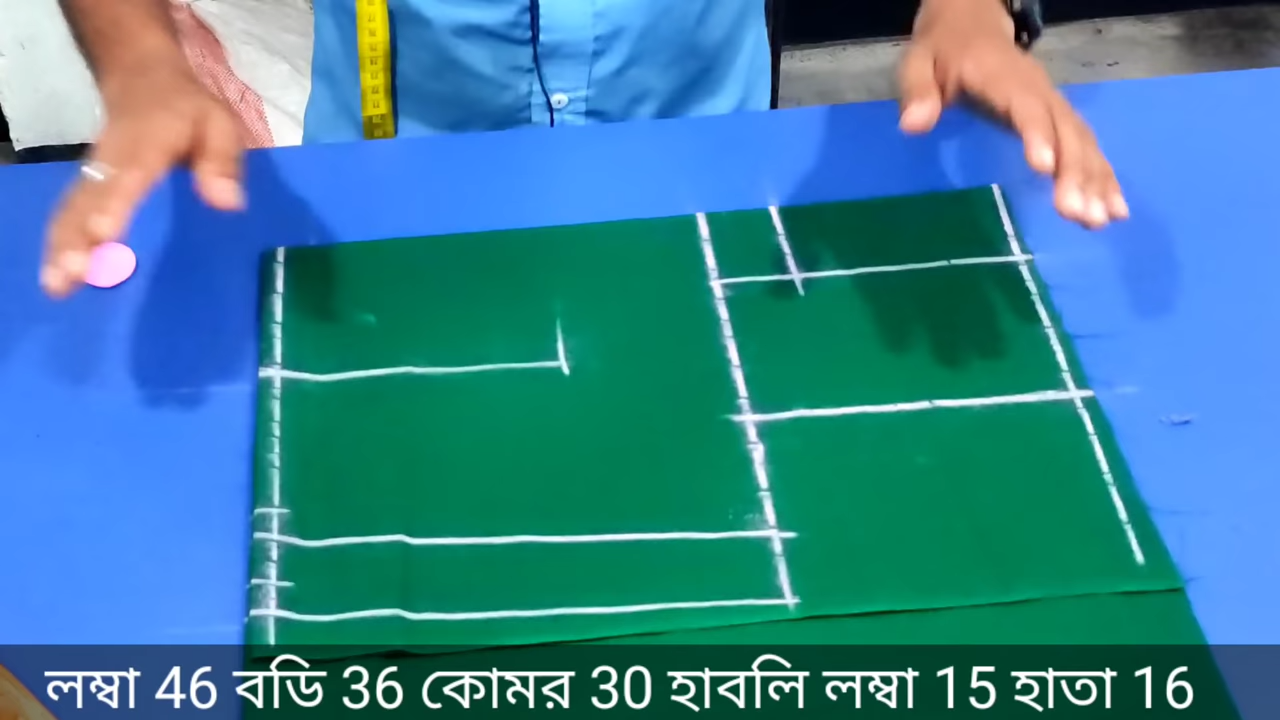 লম্বা 46 বডি 36 কোমর 30 হাবলি লম্বা 15 হাতা 16